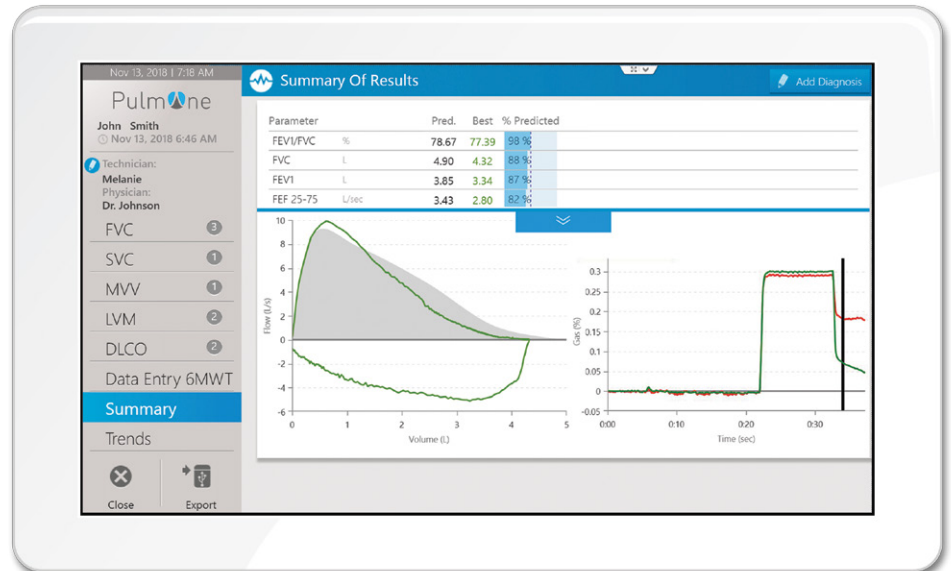 Nov 13, 2018 | 7:18 AM
PulmOne
John Smith
Nov 13, 2018 6:46 AM
Technician:
Melanie
Physician:
Dr. Johnson
FVC 3
SVC 1
MVV 1
LVM 2
DLCO 2
Data Entry 6MWT
Summary
Trends
Close Export
Summary Of Results
Add Diagnosis
Parameter Pred. Best % Predicted
FEV1/FVC % 78.67 77.39 98 %
FVC L 4.90 4.32 88 %
FEV1 L 3.85 3.34 87 %
FEF 25-75 L/sec 3.43 2.80 82 %
Flow (L/s)
10
8
6
4
2
0
-2
-4
-6
0 1 2 3 4 5
Volume (L)
Gas (%)
0.3
0.25
0.2
0.15
0.1
0.05
0
-0.05
0:00 0:10 0:20 0:30
Time (sec)